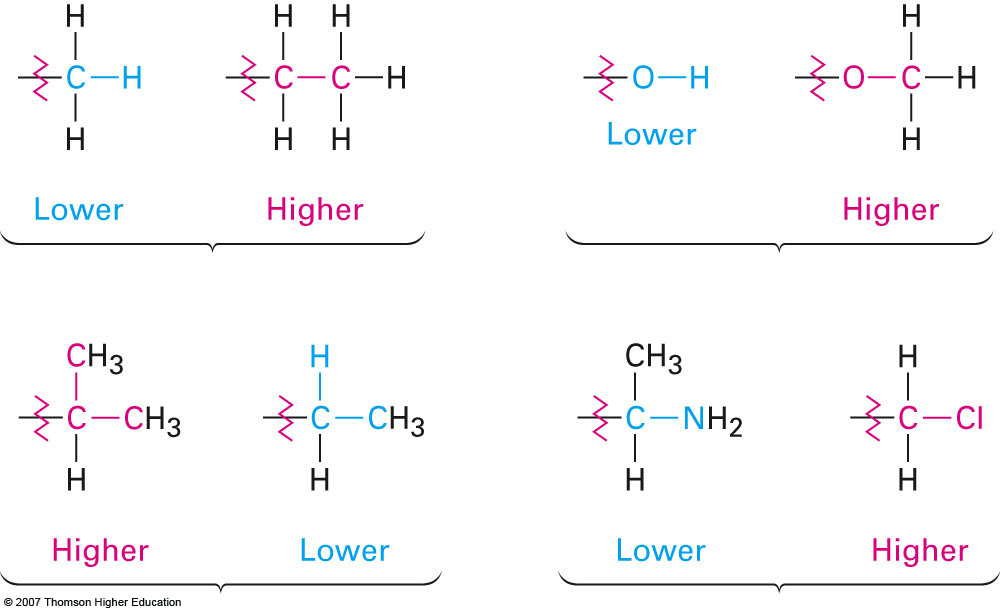 H H H H
C H C C H O H O C H
H H H Lower H
Lower Higher Higher
CH3 H CH3 H
C CH3 C CH3 C NH2 C Cl
H H H H
Higher Lower Lower Higher
© 2007 Thomson Higher Education